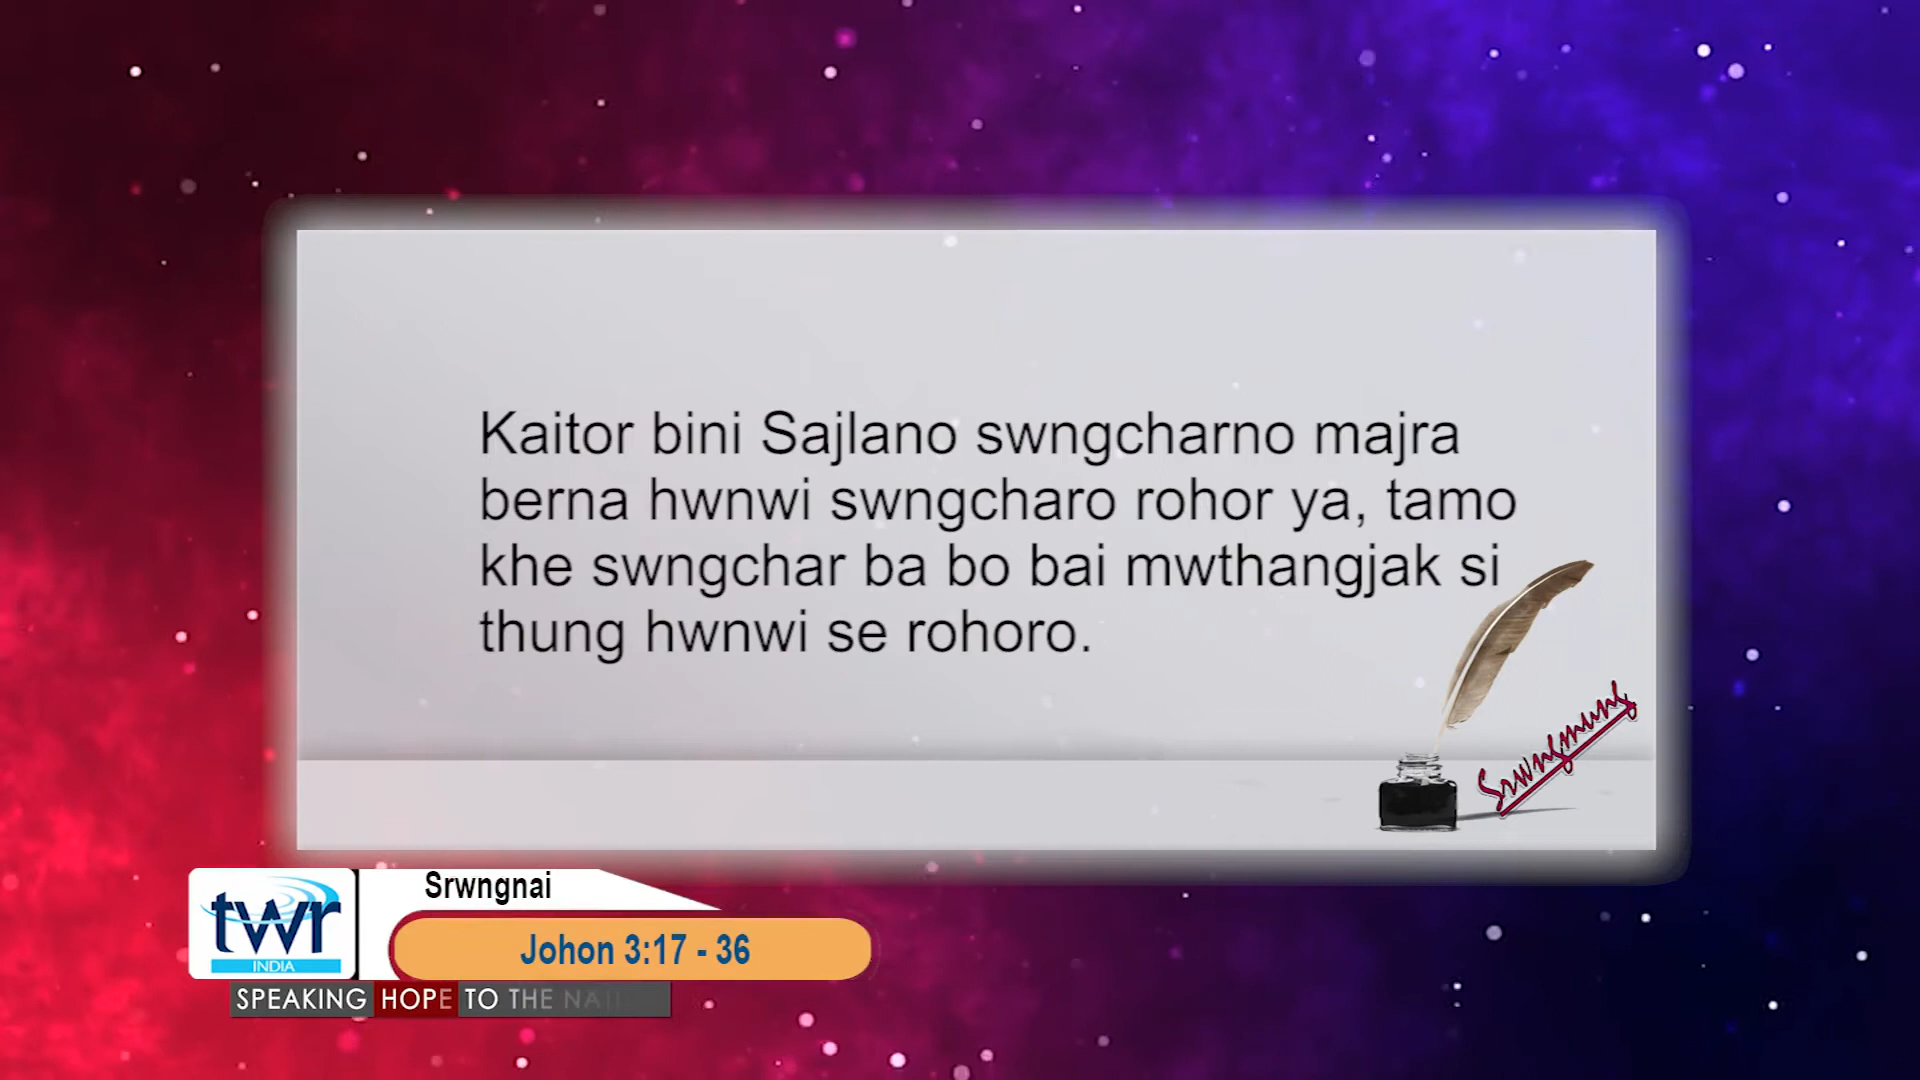 Kaitor bini Sajlano swngcharno majra
berna hwnwi swngcharo rohor ya, tamo
khe swngchar ba bo bai mwthangjak si
thung hwnwi se rohoro.
Srwngmung
twr
INDIA
Srwngnai
Johon 3:17 - 36
SPEAKING HOPE TO THE